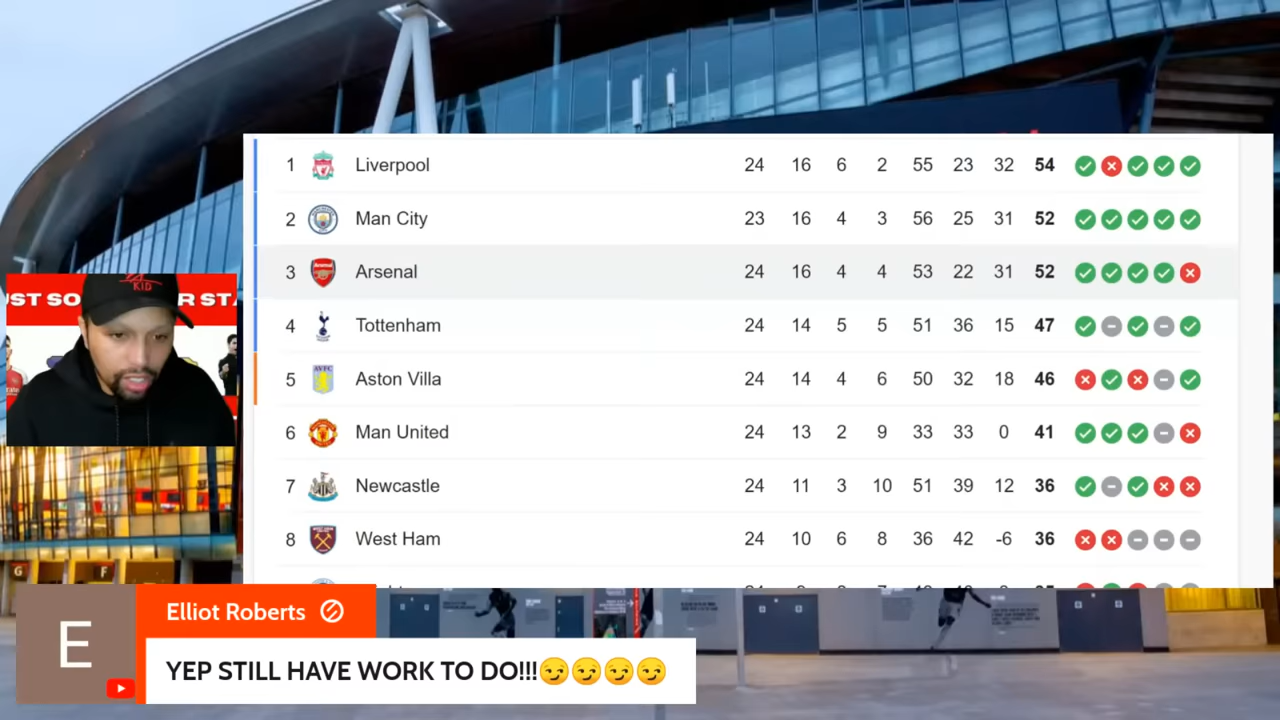 1 Liverpool 24 16 6 2 55 23 32 54
2 Man City 23 16 4 3 56 25 31 52
3 Arsenal 24 16 4 4 53 22 31 52
4 Tottenham 24 14 5 5 51 36 15 47
5 Aston Villa 24 14 4 6 50 32 18 46
6 Man United 24 13 2 9 33 33 0 41
7 Newcastle 24 11 3 10 51 39 12 36
8 West Ham 24 10 6 8 36 42 -6 36
KID
G F
E
Elliot Roberts
YEP STILL HAVE WORK TO DO!!!😏😏😏😏